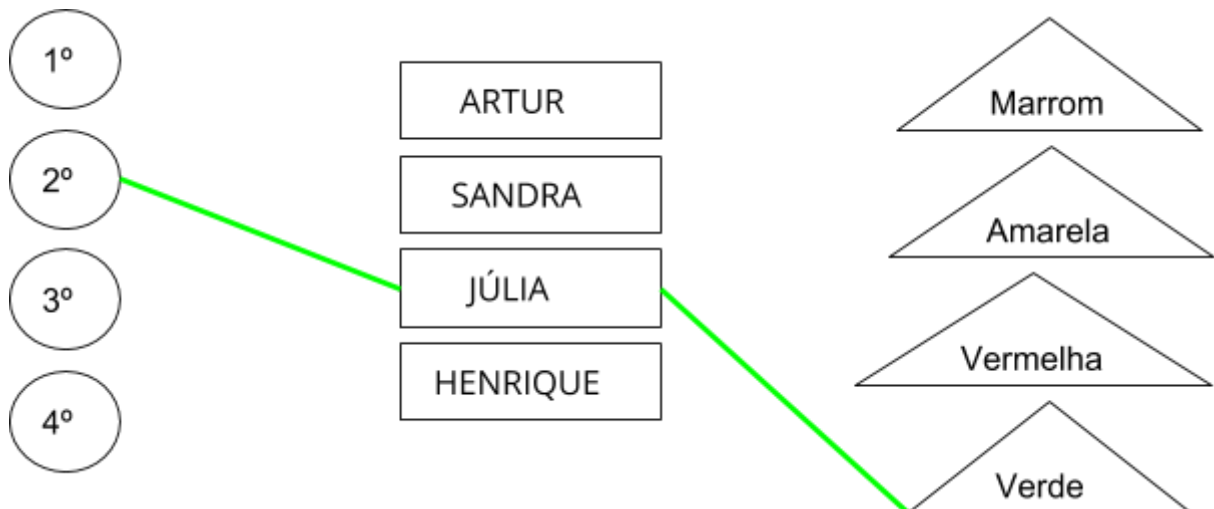 1º
2º
3º
4º
ARTUR
SANDRA
JÚLIA
HENRIQUE
Marrom
Amarela
Vermelha
Verde